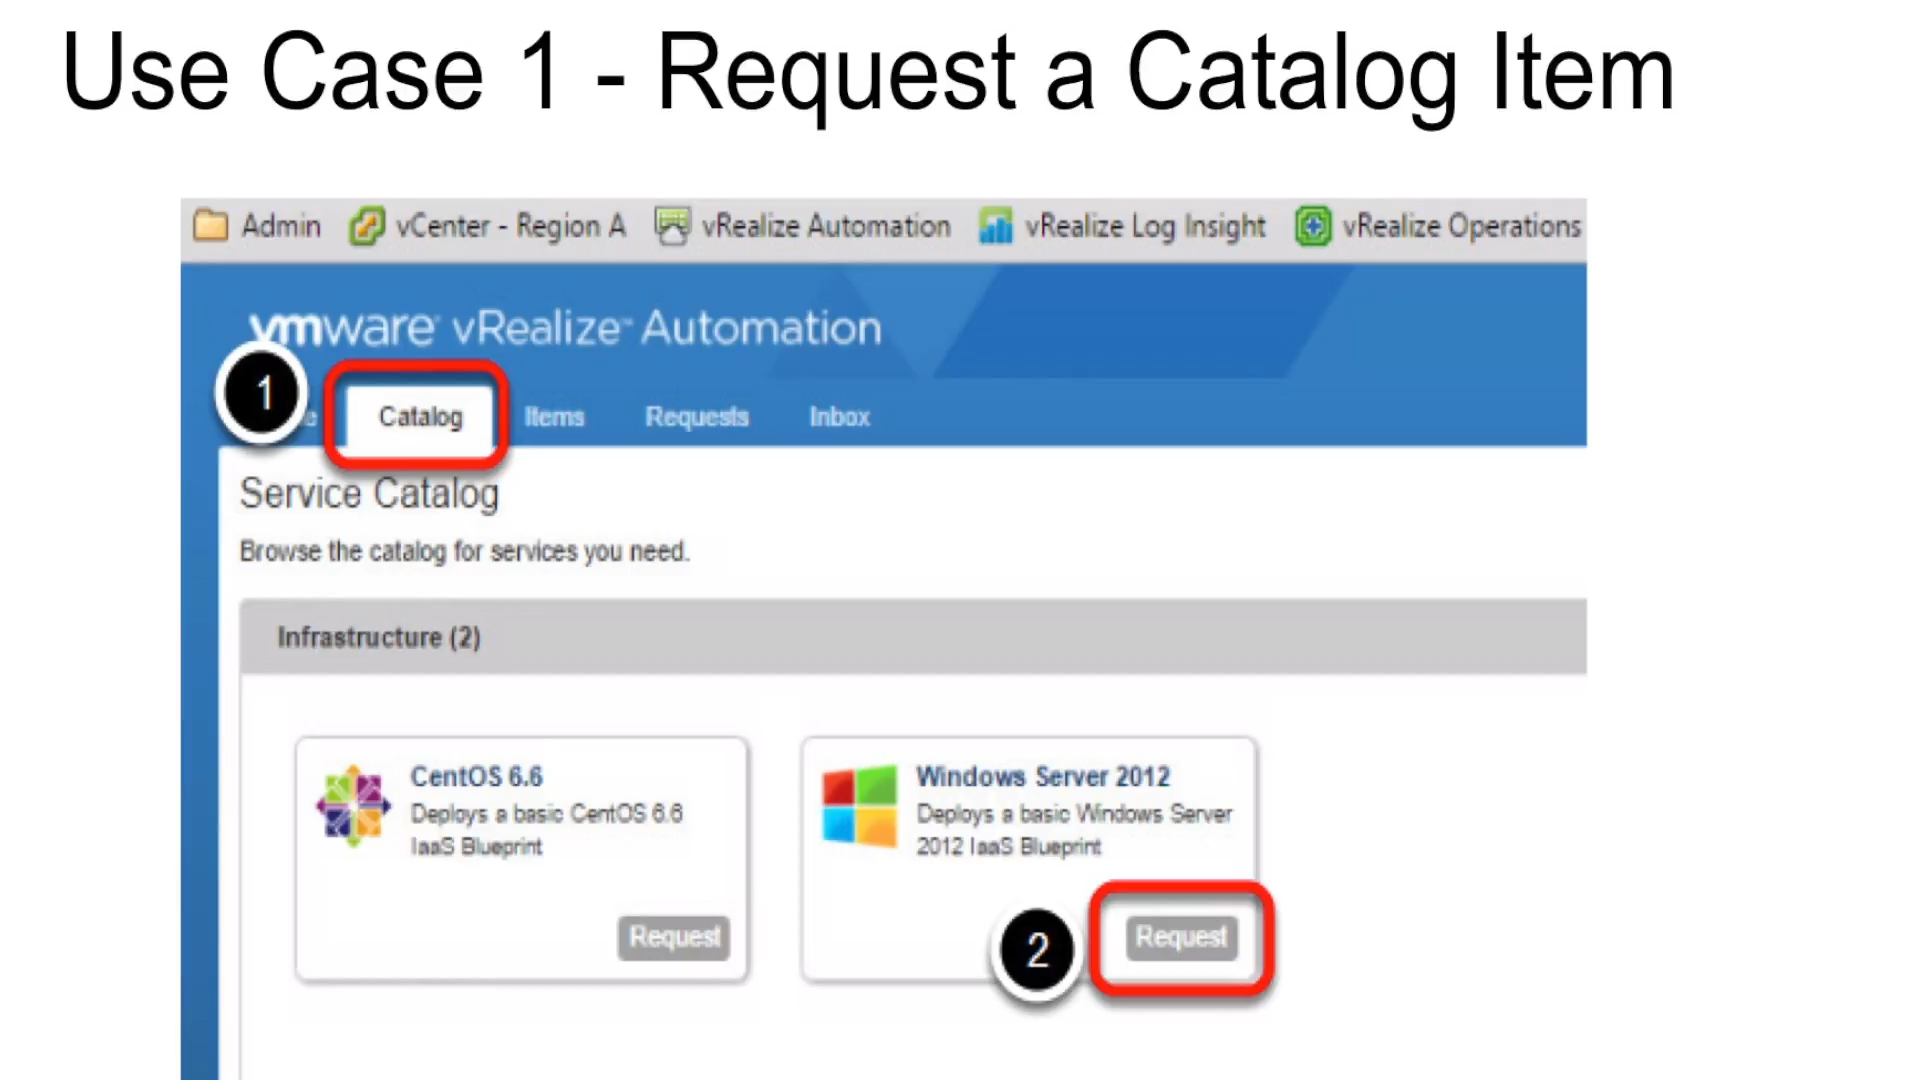 Use Case 1 - Request a Catalog Item
Admin vCenter - Region A vRealize Automation vRealize Log Insight vRealize Operations
vmware vRealize™ Automation
1
Catalog Items Requests Inbox
Service Catalog
Browse the catalog for services you need.
Infrastructure (2)
CentOS 6.6
Deploys a basic CentOS 6.6
IaaS Blueprint
Request
Windows Server 2012
Deploys a basic Windows Server
2012 IaaS Blueprint
2
Request